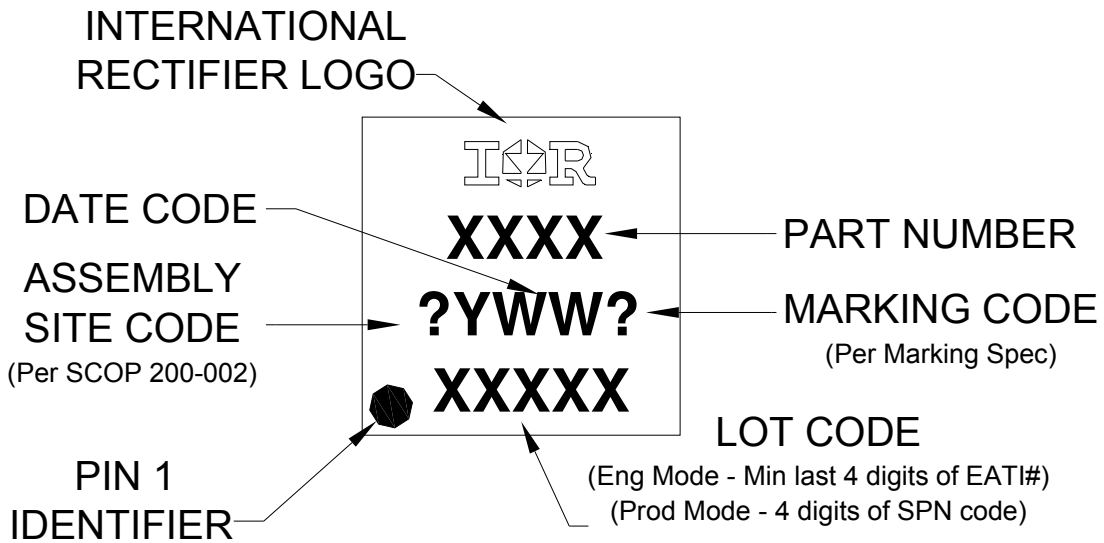 INTERNATIONAL
RECTIFIER LOGO
IOR
DATE CODE
XXXX
PART NUMBER
ASSEMBLY
SITE CODE
(Per SCOP 200-002)
?YWW?
MARKING CODE
(Per Marking Spec)
XXXXX
PIN 1
IDENTIFIER
LOT CODE
(Eng Mode - Min last 4 digits of EATI#)
(Prod Mode - 4 digits of SPN code)